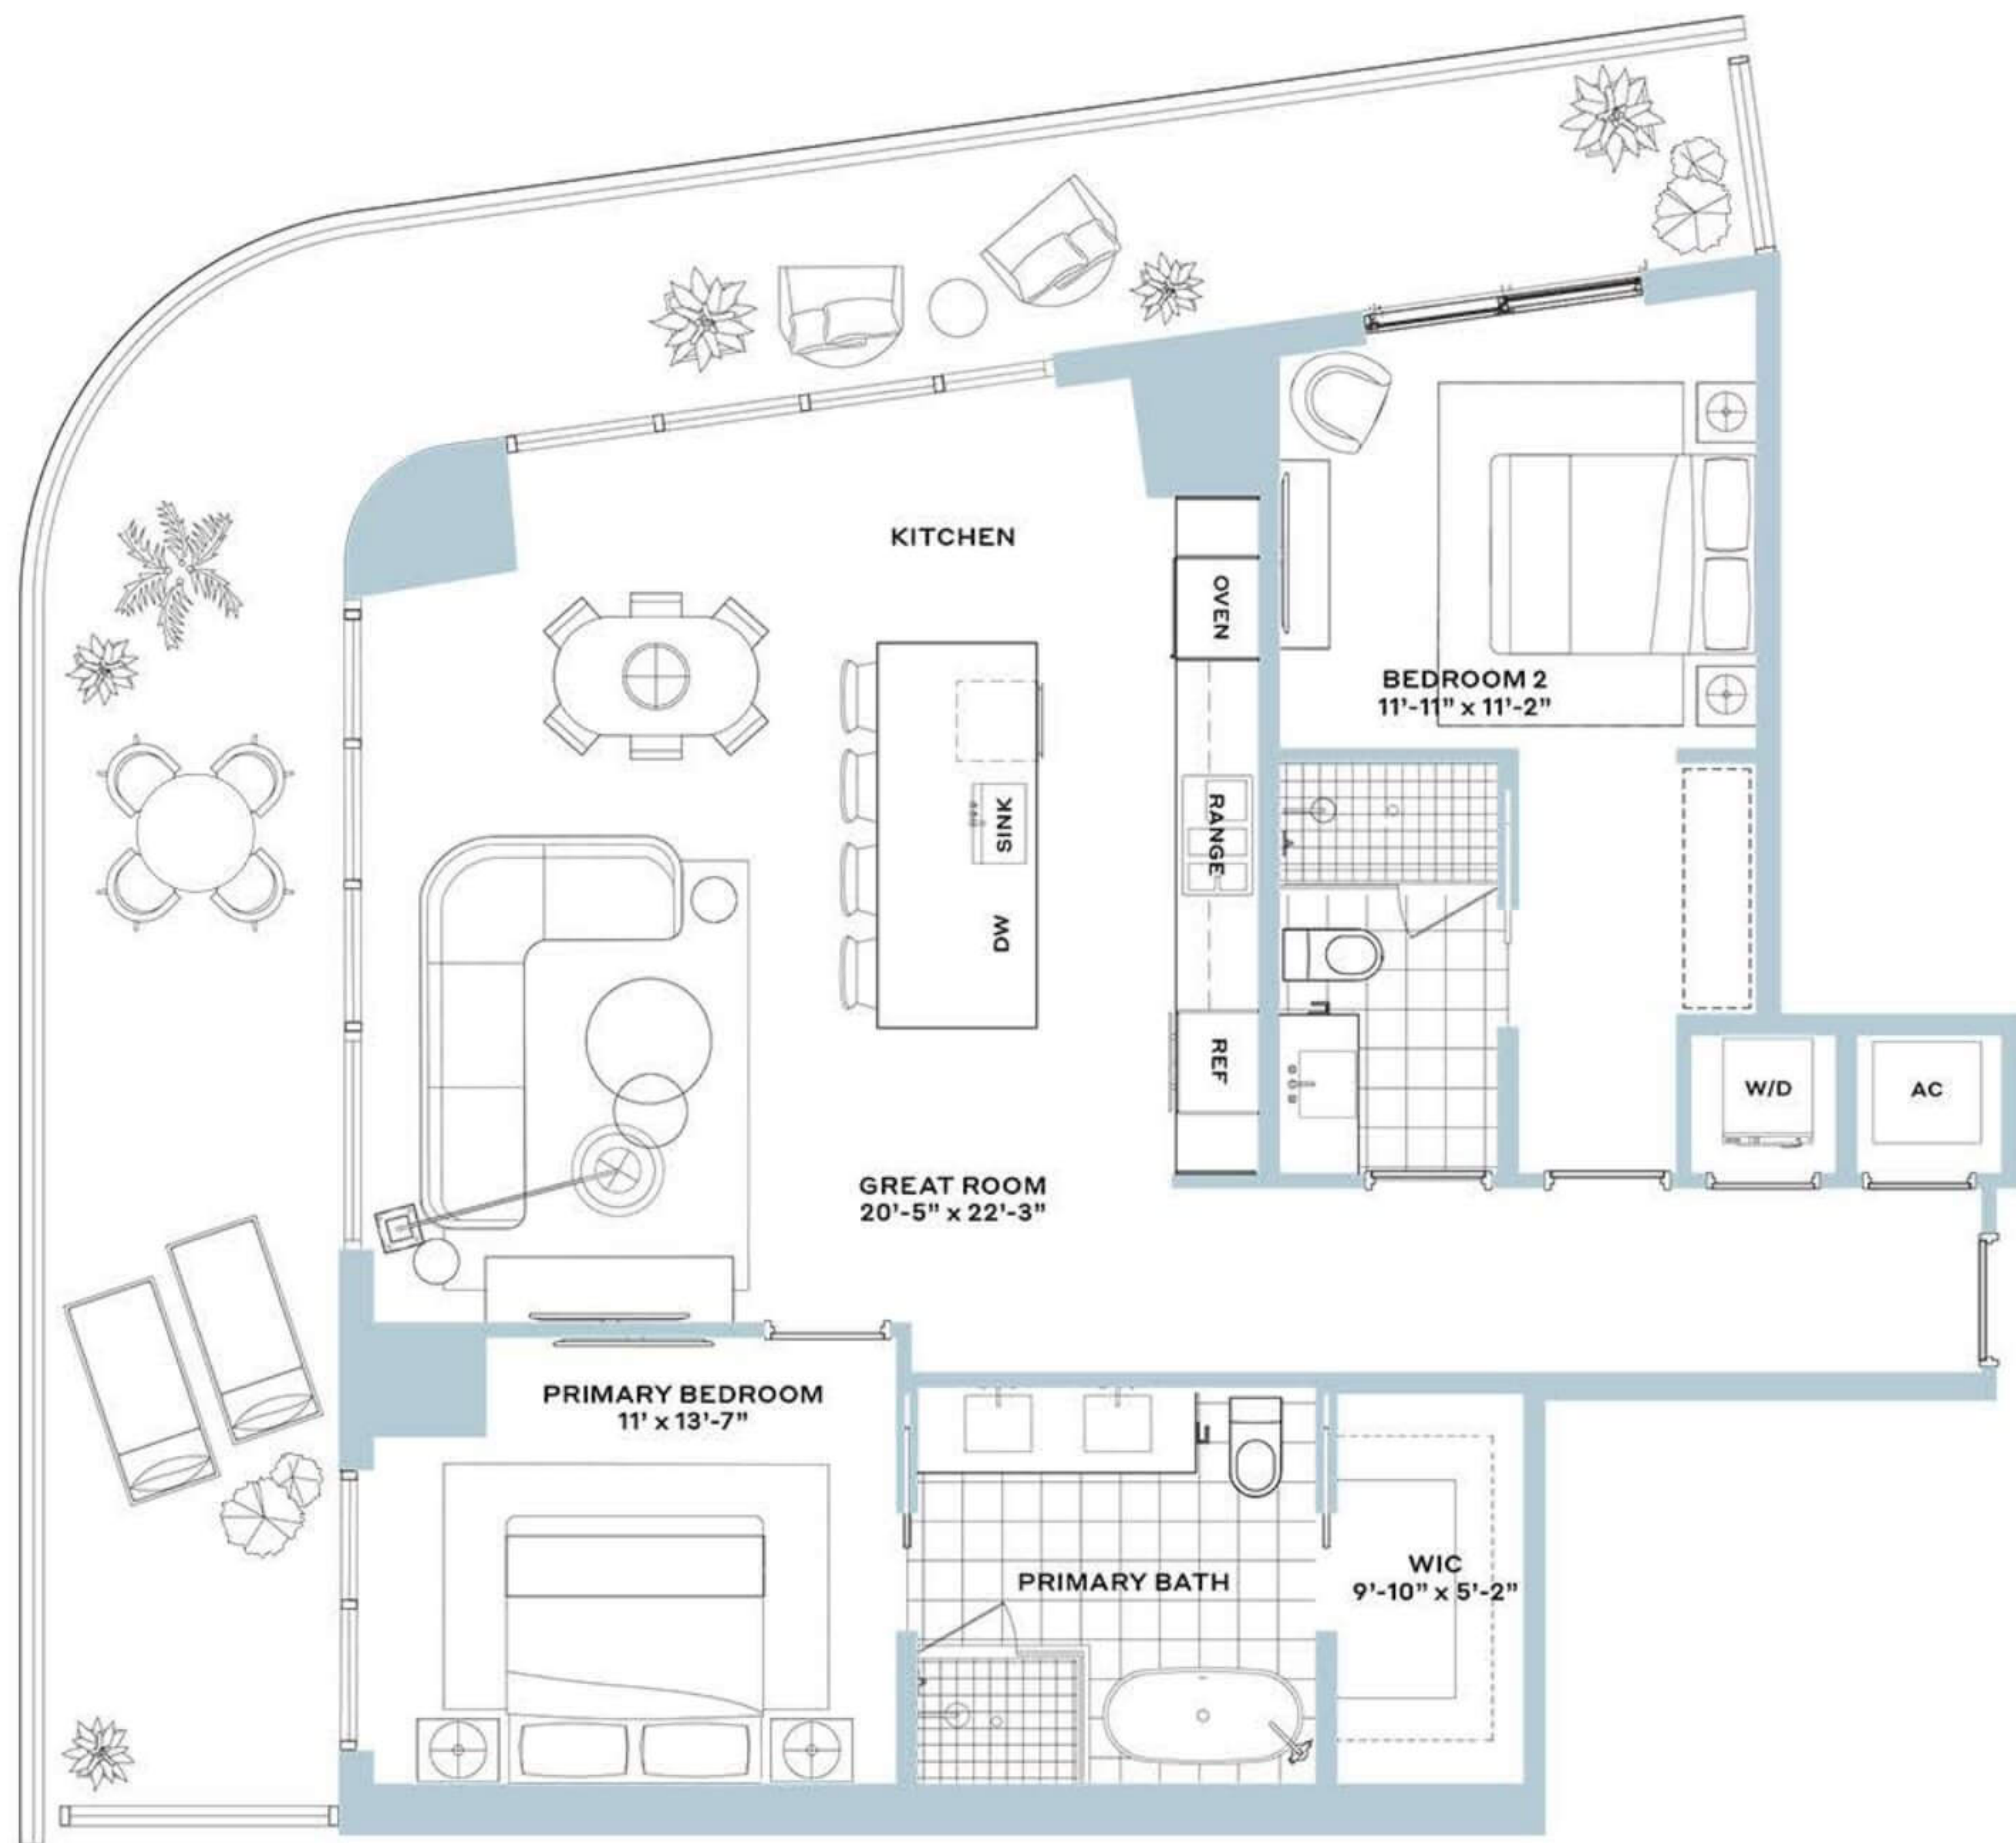 KITCHEN
OVEN
BEDROOM 2
11'-11" x 11'-2"
SINK
RANGE
DW
REF
W/D
AC
GREAT ROOM
20'-5" x 22'-3"
PRIMARY BEDROOM
11' x 13'-7"
PRIMARY BATH
WIC
9'-10" x 5'-2"